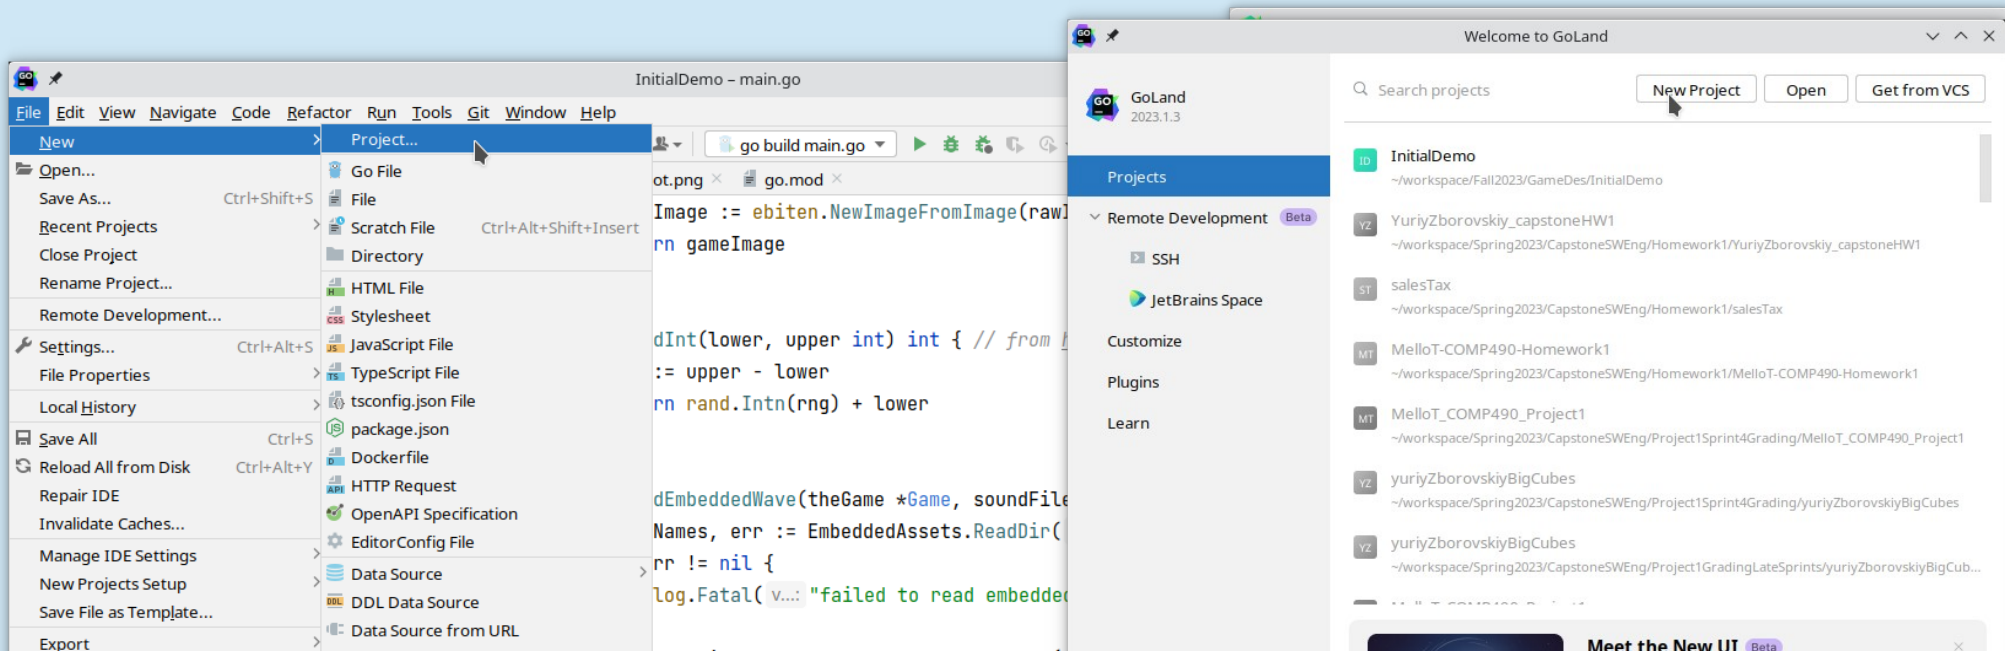 InitialDemo – main.go
File Edit View Navigate Code Refactor Run Tools Git Window Help
New
Open...
Save As... Ctrl+Shift+S
Recent Projects
Close Project
Rename Project...
Remote Development...
Settings... Ctrl+Alt+S
File Properties
Local History
Save All Ctrl+S
Reload All from Disk Ctrl+Alt+Y
Repair IDE
Invalidate Caches...
Manage IDE Settings
New Projects Setup
Save File as Template...
Export
Project...
Go File
File
Scratch File Ctrl+Alt+Shift+Insert
Directory
HTML File
Stylesheet
JavaScript File
TypeScript File
tsconfig.json File
package.json
Dockerfile
HTTP Request
OpenAPI Specification
EditorConfig File
Data Source
DDL Data Source
Data Source from URL
go build main.go
ot.png go.mod
Image := ebiten.NewImageFromImage(rawI
rn gameImage
dInt(lower, upper int) int { // from h
:= upper - lower
rn rand.Intn(rng) + lower
dEmbeddedWave(theGame *Game, soundFile
Names, err := EmbeddedAssets.ReadDir(
rr != nil {
log.Fatal( v...: "failed to read embedded
Welcome to GoLand
GoLand
2023.1.3
Projects
Remote Development Beta
SSH
JetBrains Space
Customize
Plugins
Learn
Search projects New Project Open Get from VCS
ID InitialDemo
~/workspace/Fall2023/GameDes/InitialDemo
YZ YuriyZborovskiy_capstoneHW1
~/workspace/Spring2023/CapstoneSWEng/Homework1/YuriyZborovskiy_capstoneHW1
ST salesTax
~/workspace/Spring2023/CapstoneSWEng/Homework1/salesTax
MT MelloT-COMP490-Homework1
~/workspace/Spring2023/CapstoneSWEng/Homework1/MelloT-COMP490-Homework1
MT MelloT_COMP490_Project1
~/workspace/Spring2023/CapstoneSWEng/Project1Sprint4Grading/MelloT_COMP490_Project1
YZ yuriyZborovskiyBigCubes
~/workspace/Spring2023/CapstoneSWEng/Project1Sprint4Grading/yuriyZborovskiyBigCubes
YZ yuriyZborovskiyBigCubes
~/workspace/Spring2023/CapstoneSWEng/Project1GradingLateSprints/yuriyZborovskiyBigCub...
Meet the New UI Beta